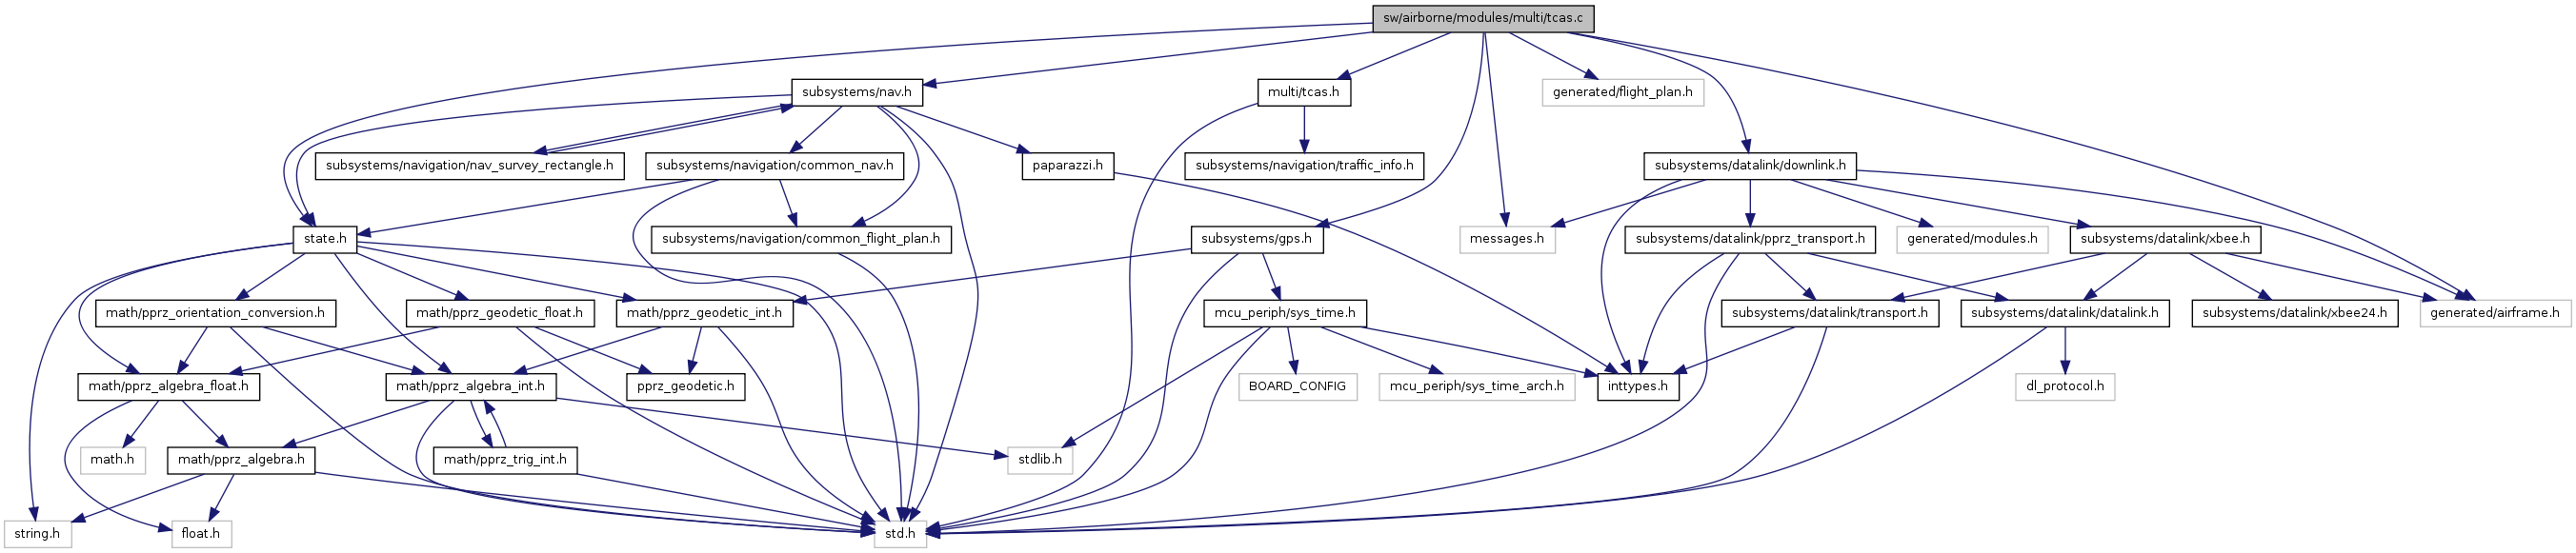 sw/airborne/modules/multi/tcas.c
subsystems/nav.h
multi/tcas.h
generated/flight_plan.h
subsystems/navigation/nav_survey_rectangle.h
subsystems/navigation/common_nav.h
paparazzi.h
subsystems/navigation/traffic_info.h
subsystems/datalink/downlink.h
state.h
subsystems/navigation/common_flight_plan.h
subsystems/gps.h
messages.h
subsystems/datalink/pprz_transport.h
generated/modules.h
subsystems/datalink/xbee.h
math/pprz_orientation_conversion.h
math/pprz_geodetic_float.h
math/pprz_geodetic_int.h
mcu_periph/sys_time.h
subsystems/datalink/transport.h
subsystems/datalink/datalink.h
subsystems/datalink/xbee24.h
generated/airframe.h
math/pprz_algebra_float.h
math/pprz_algebra_int.h
pprz_geodetic.h
BOARD_CONFIG
mcu_periph/sys_time_arch.h
inttypes.h
dl_protocol.h
math.h
math/pprz_algebra.h
math/pprz_trig_int.h
stdlib.h
string.h
float.h
std.h